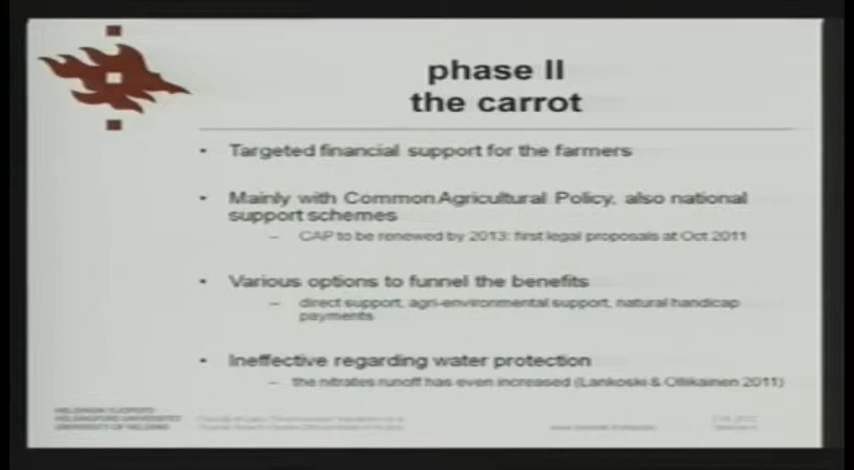 phase II
the carrot
• Targeted financial support for the farmers
• Mainly with Common Agricultural Policy, also national
support schemes
– CAP to be renewed by 2013: first legal proposals at Oct 2011
• Various options to funnel the benefits
– direct support, agri-environmental support, natural handicap
payments
• Ineffective regarding water protection
– the nitrates runoff has even increased (Lankoski & Ollikainen 2011)
HELSINGIN YLIOPISTO
HELSINGFORS UNIVERSITET
UNIVERSITY OF HELSINKI